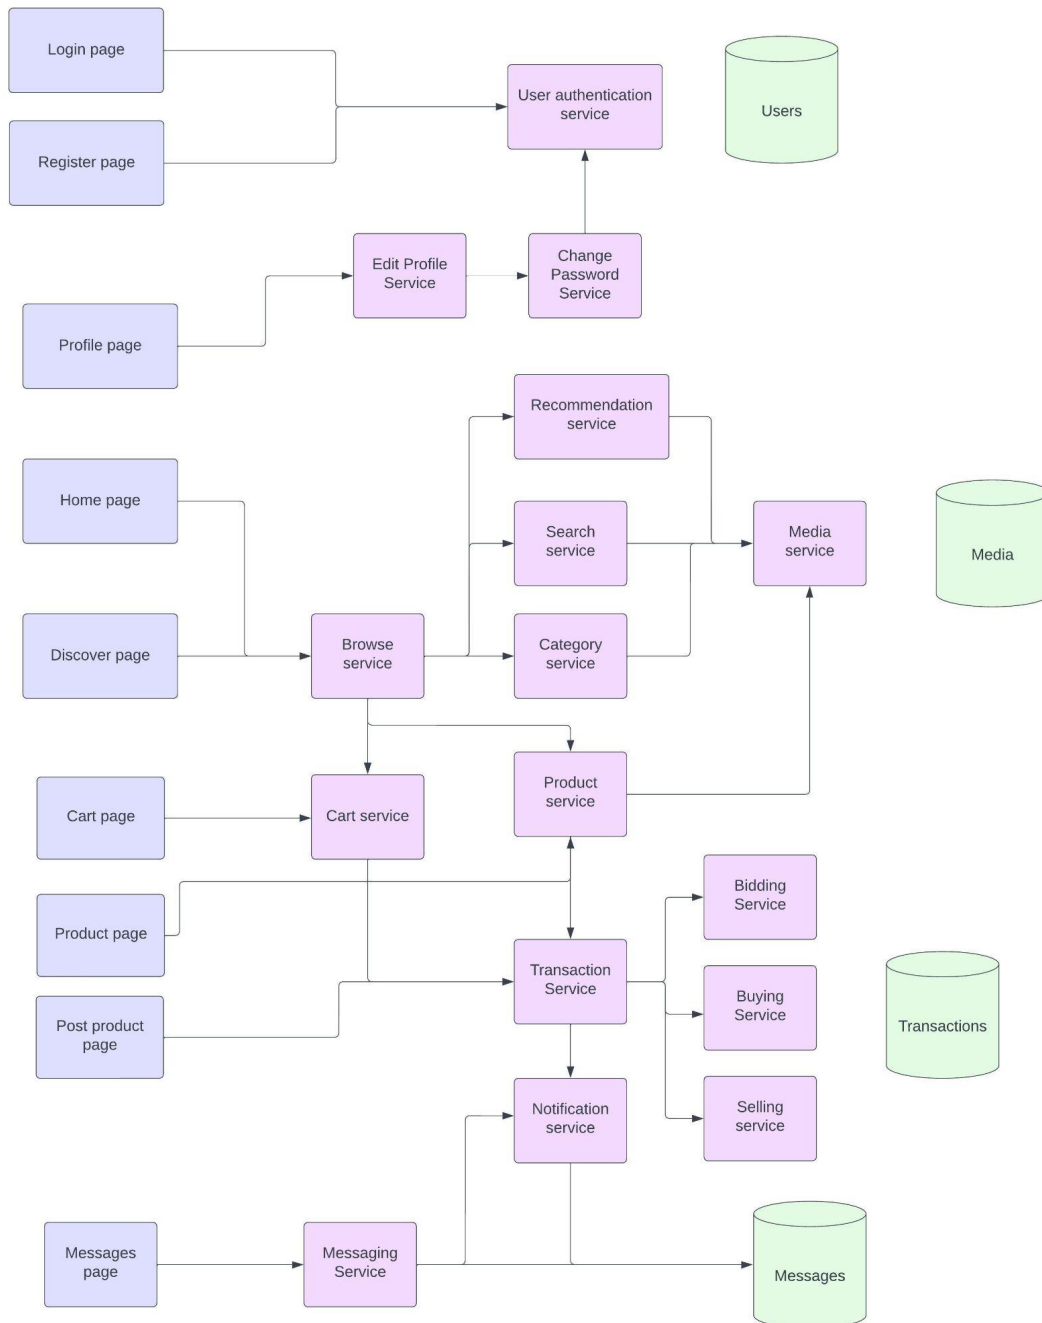 Login page
User authentication
service
Users
Register page
Edit Profile
Service
Change
Password
Service
Profile page
Recommendation
service
Home page
Search
service
Media
service
Media
Discover page
Browse
service
Category
service
Cart page
Cart service
Product
service
Product page
Bidding
Service
Transaction
Service
Post product
page
Buying
Service
Transactions
Notification
service
Selling
service
Messages
page
Messaging
Service
Messages